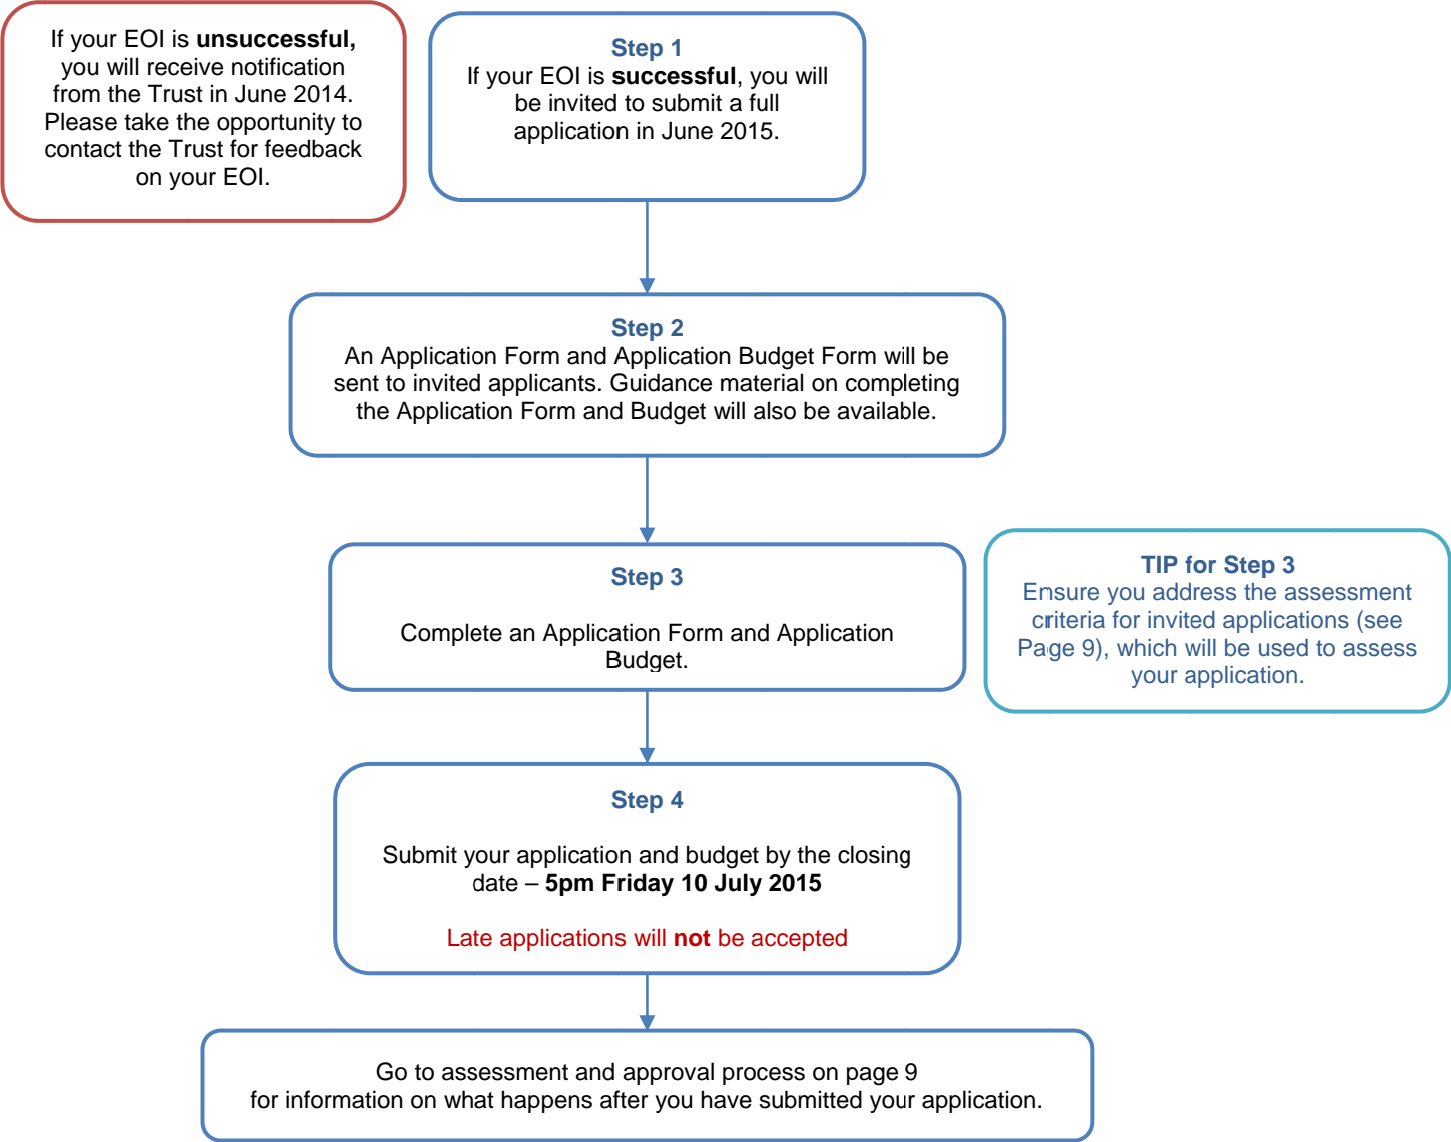 If your EOI is unsuccessful,
you will receive notification
from the Trust in June 2014.
Please take the opportunity to
contact the Trust for feedback
on your EOI.
Step 1
If your EOI is successful, you will
be invited to submit a full
application in June 2015.
Step 2
An Application Form and Application Budget Form will be
sent to invited applicants. Guidance material on completing
the Application Form and Budget will also be available.
Step 3
Complete an Application Form and Application
Budget.
TIP for Step 3
Ensure you address the assessment
criteria for invited applications (see
Page 9), which will be used to assess
your application.
Step 4
Submit your application and budget by the closing
date – 5pm Friday 10 July 2015
Late applications will not be accepted
Go to assessment and approval process on page 9
for information on what happens after you have submitted your application.